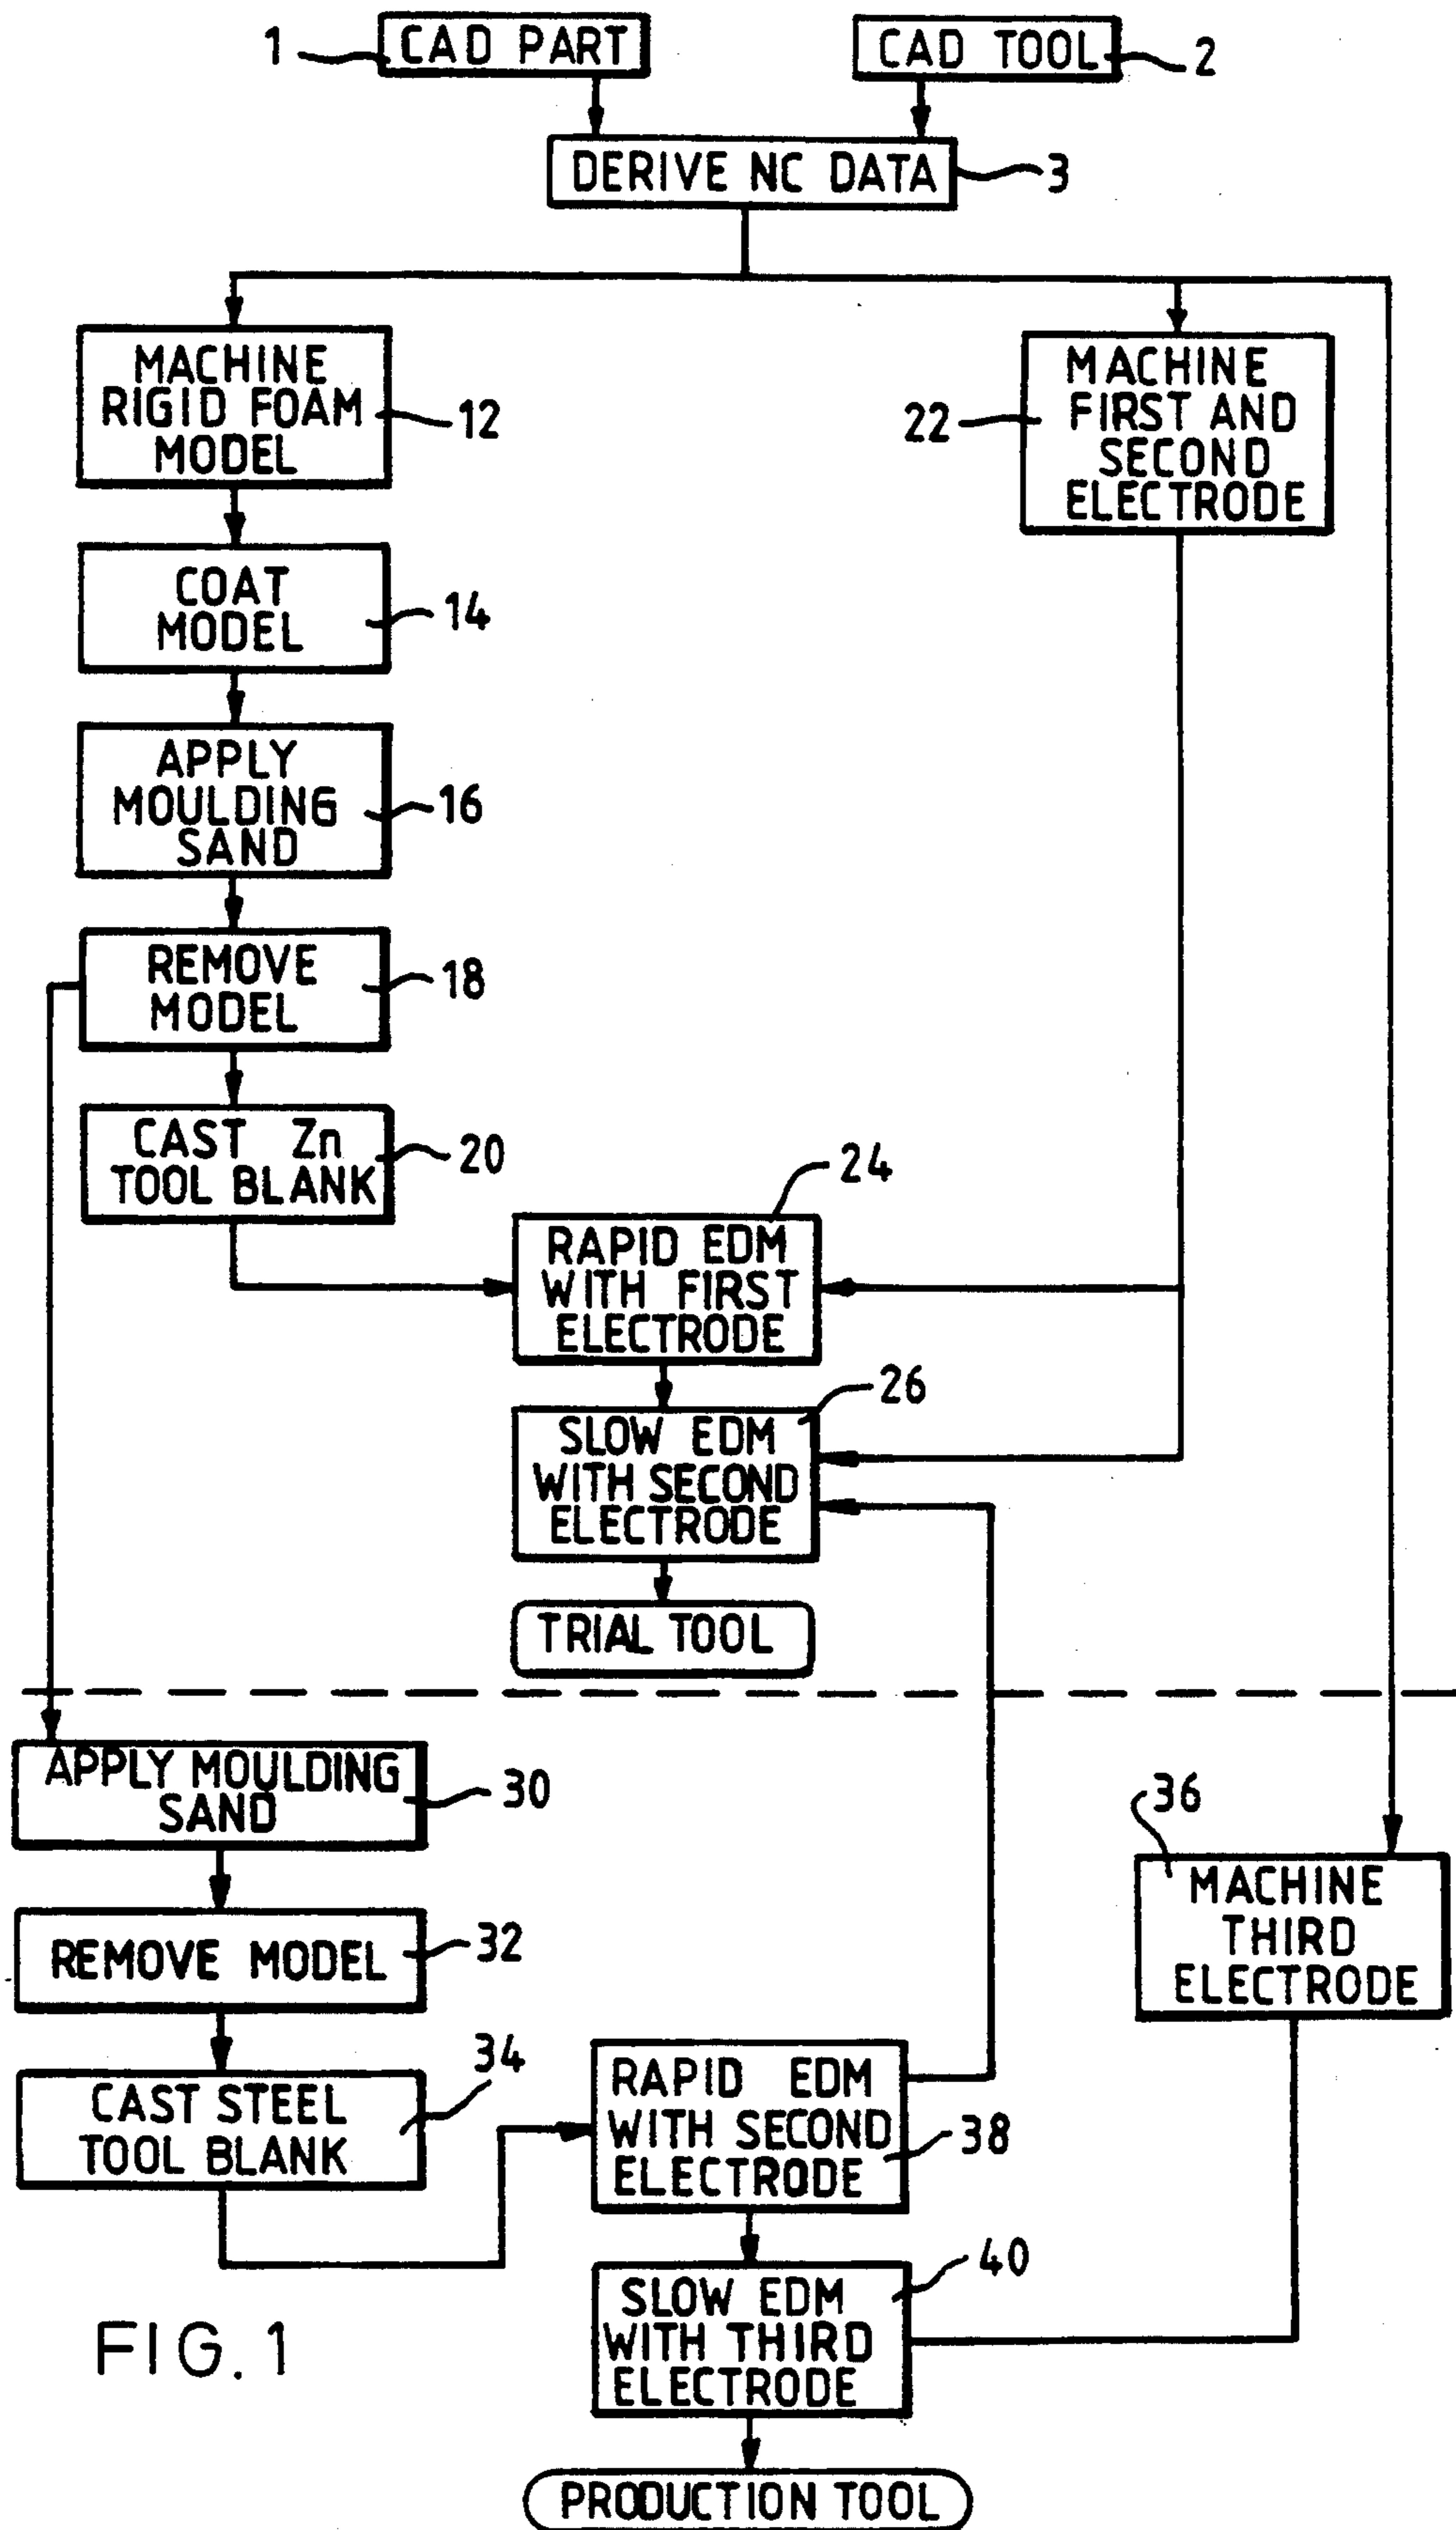 1
CAD PART
CAD TOOL
2
DERIVE NC DATA
3
MACHINE
RIGID FOAM
MODEL
12
22
MACHINE
FIRST AND
SECOND
ELECTRODE
COAT
MODEL
14
APPLY
MOULDING
SAND
16
REMOVE
MODEL
18
CAST Zn
TOOL BLANK
20
24
RAPID EDM
WITH FIRST
ELECTRODE
26
SLOW EDM
WITH SECOND
ELECTRODE
TRIAL TOOL
APPLY MOULDING
SAND
30
36
MACHINE
THIRD
ELECTRODE
REMOVE MODEL
32
34
CAST STEEL
TOOL BLANK
RAPID EDM
WITH SECOND
ELECTRODE
38
40
SLOW EDM
WITH THIRD
ELECTRODE
FIG. 1
PRODUCTION TOOL